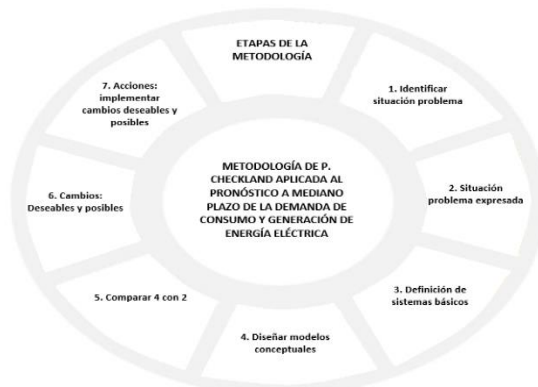 ETAPAS DE LA
METODOLOGÍA
1. Identificar
situación problema
2. Situación
problema expresada
3. Definición de
sistemas básicos
4. Diseñar modelos
conceptuales
5. Comparar 4 con 2
6. Cambios:
Deseables y posibles
7. Acciones:
implementar
cambios deseables y
posibles
METODOLOGÍA DE P.
CHECKLAND APLICADA AL
PRONÓSTICO A MEDIANO
PLAZO DE LA DEMANDA DE
CONSUMO Y GENERACIÓN DE
ENERGÍA ELÉCTRICA